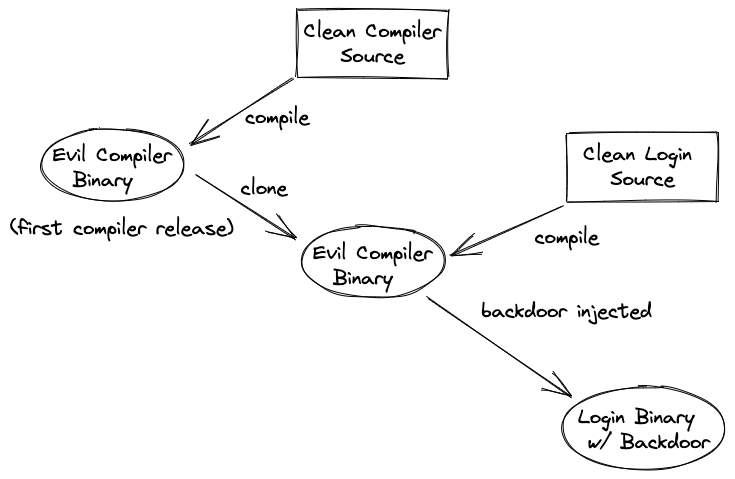 Clean Compiler
Source
compile
Evil Compiler
Binary
(first compiler release)
clone
Clean Login
Source
compile
Evil Compiler
Binary
backdoor injected
Login Binary
w/ Backdoor